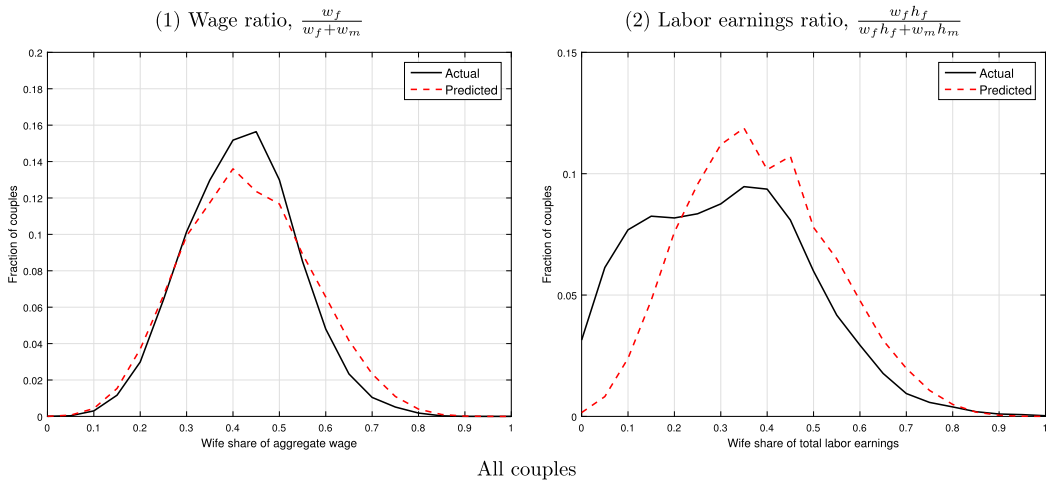 (1) Wage ratio, $\frac{w_f}{w_f+w_m}$
0.2
0.18
0.16
0.14
0.12
0.1
0.08
0.06
0.04
0.02
0
Fraction of couples
Actual
Predicted
0 0.1 0.2 0.3 0.4 0.5 0.6 0.7 0.8 0.9 1
Wife share of aggregate wage
(2) Labor earnings ratio, $\frac{w_f h_f}{w_f h_f+w_m h_m}$
0.15
0.1
0.05
0
Fraction of couples
Actual
Predicted
0 0.1 0.2 0.3 0.4 0.5 0.6 0.7 0.8 0.9 1
Wife share of total labor earnings
All couples